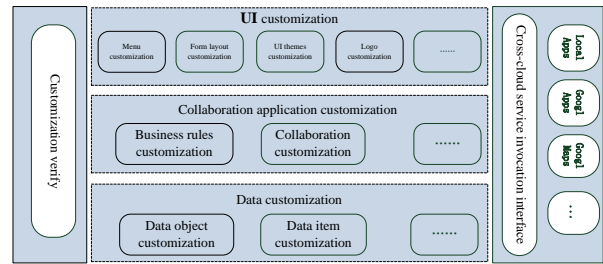 Customization verify
UI customization
Menu
customization
Form layout
customization
UI themes
customization
Logo
customization
......
Collaboration application customization
Business rules
customization
Collaboration
customization
......
Data customization
Data object
customization
Data item
customization
......
Cross-cloud service invocation interface
Local
Apps
Googl
Apps
Googl
Maps
...